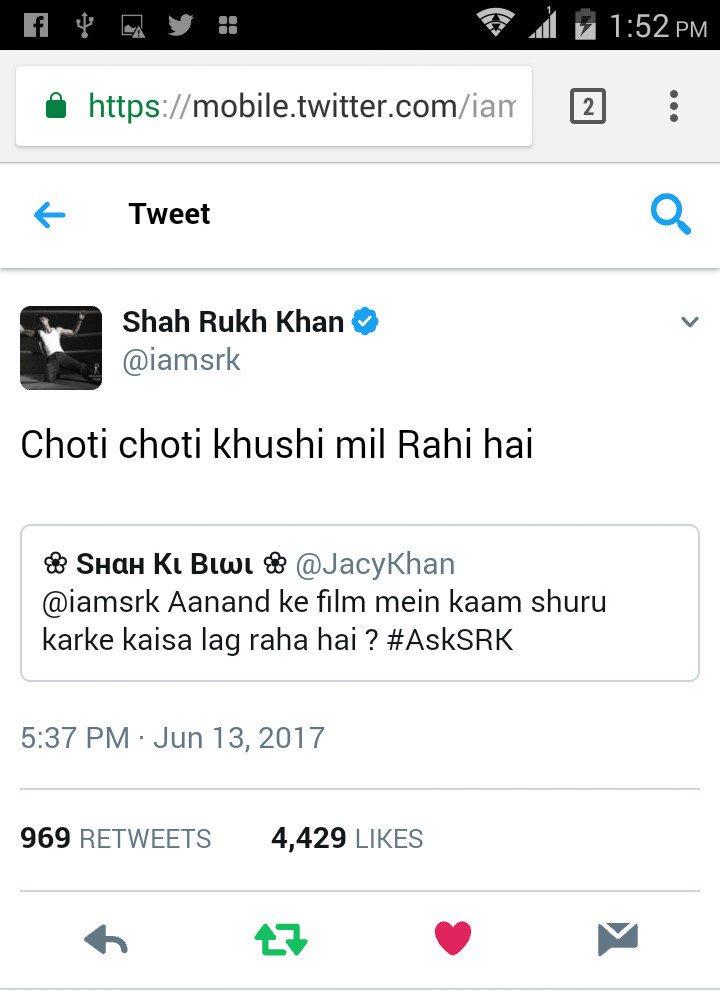 1:52 PM
https://mobile.twitter.com/iam
2
Tweet
Shah Rukh Khan
@iamsrk
Choti choti khushi mil Rahi hai
❀ Sнαн Kι Bιωι ❀ @JacyKhan
@iamsrk Aanand ke film mein kaam shuru
karke kaisa lag raha hai ? #AskSRK
5:37 PM · Jun 13, 2017
969 RETWEETS 4,429 LIKES